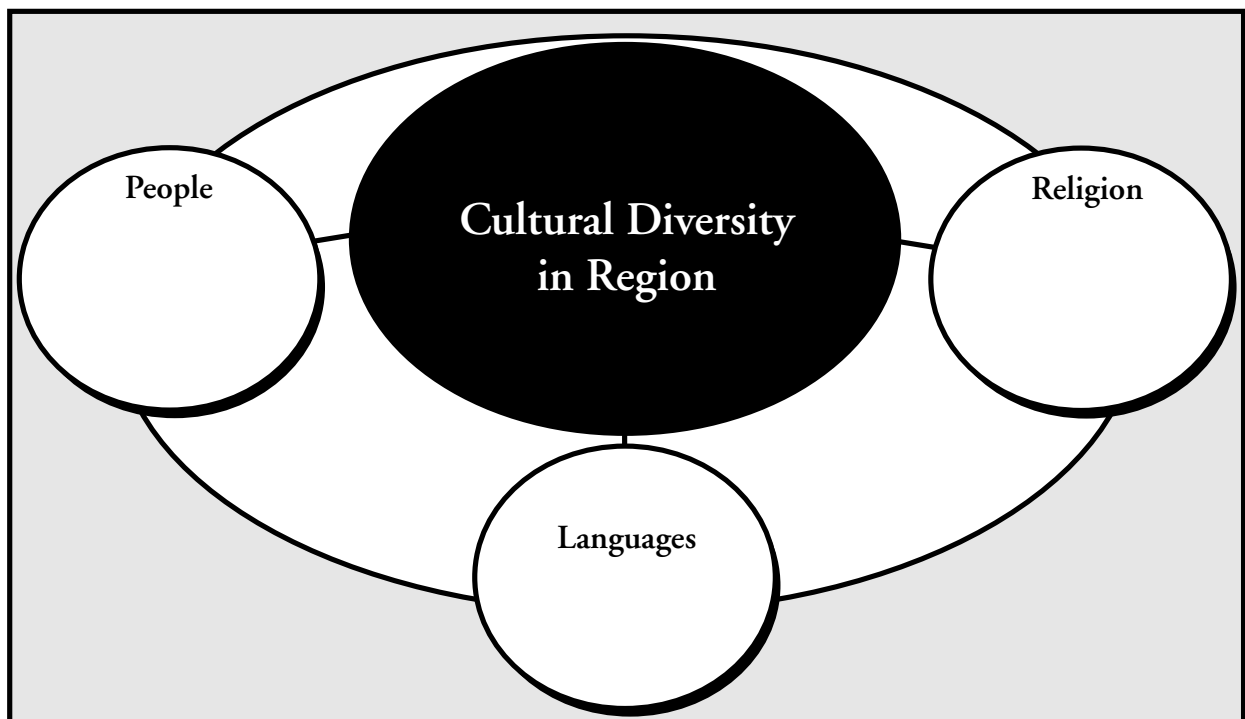 People
Cultural Diversity
in Region
Religion
Languages